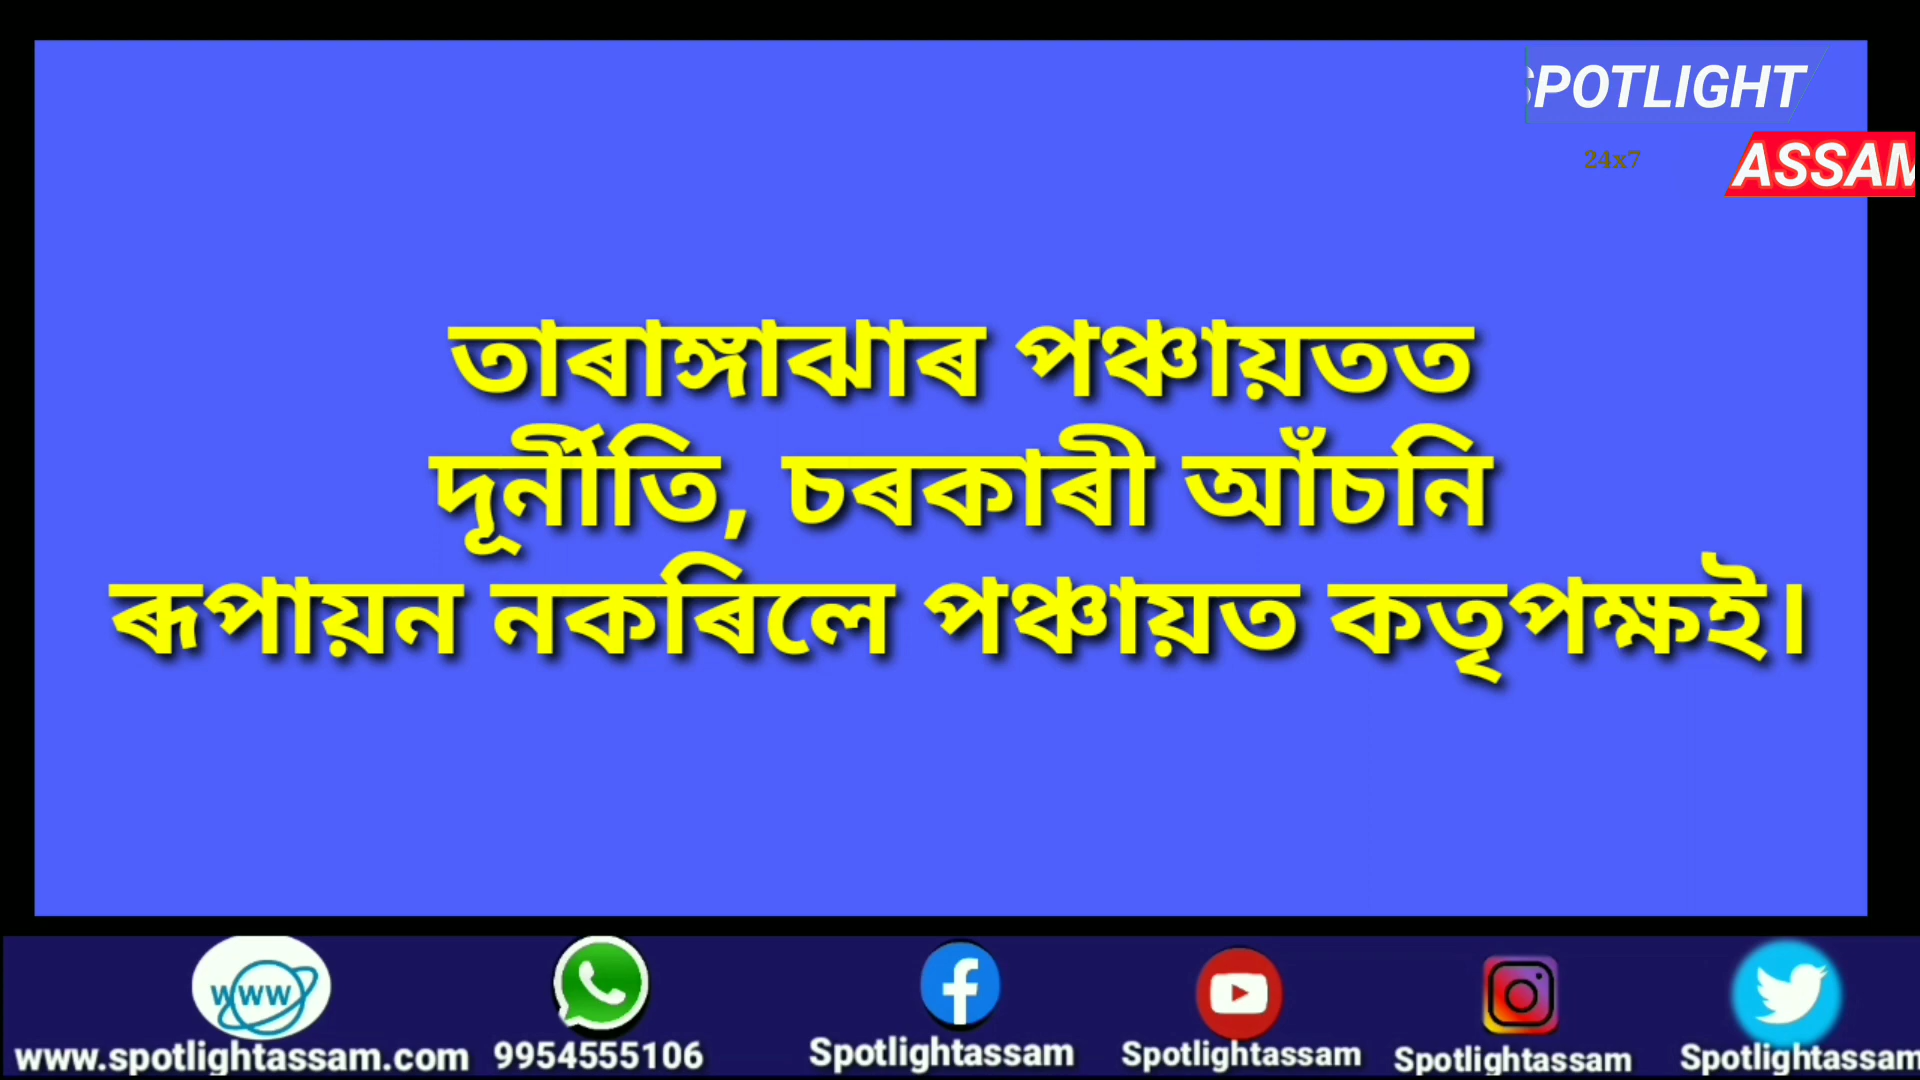 SPOTLIGHT
24x7
ASSAM
তাৰাঙ্গাঝাৰ পঞ্চায়তত
দূৰ্নীতি, চৰকাৰী আঁচনি
ৰূপায়ন নকৰিলে পঞ্চায়ত কতৃপক্ষই।
www
www.spotlightassam.com 9954555106 Spotlightassam Spotlightassam Spotlightassam Spotlightassam